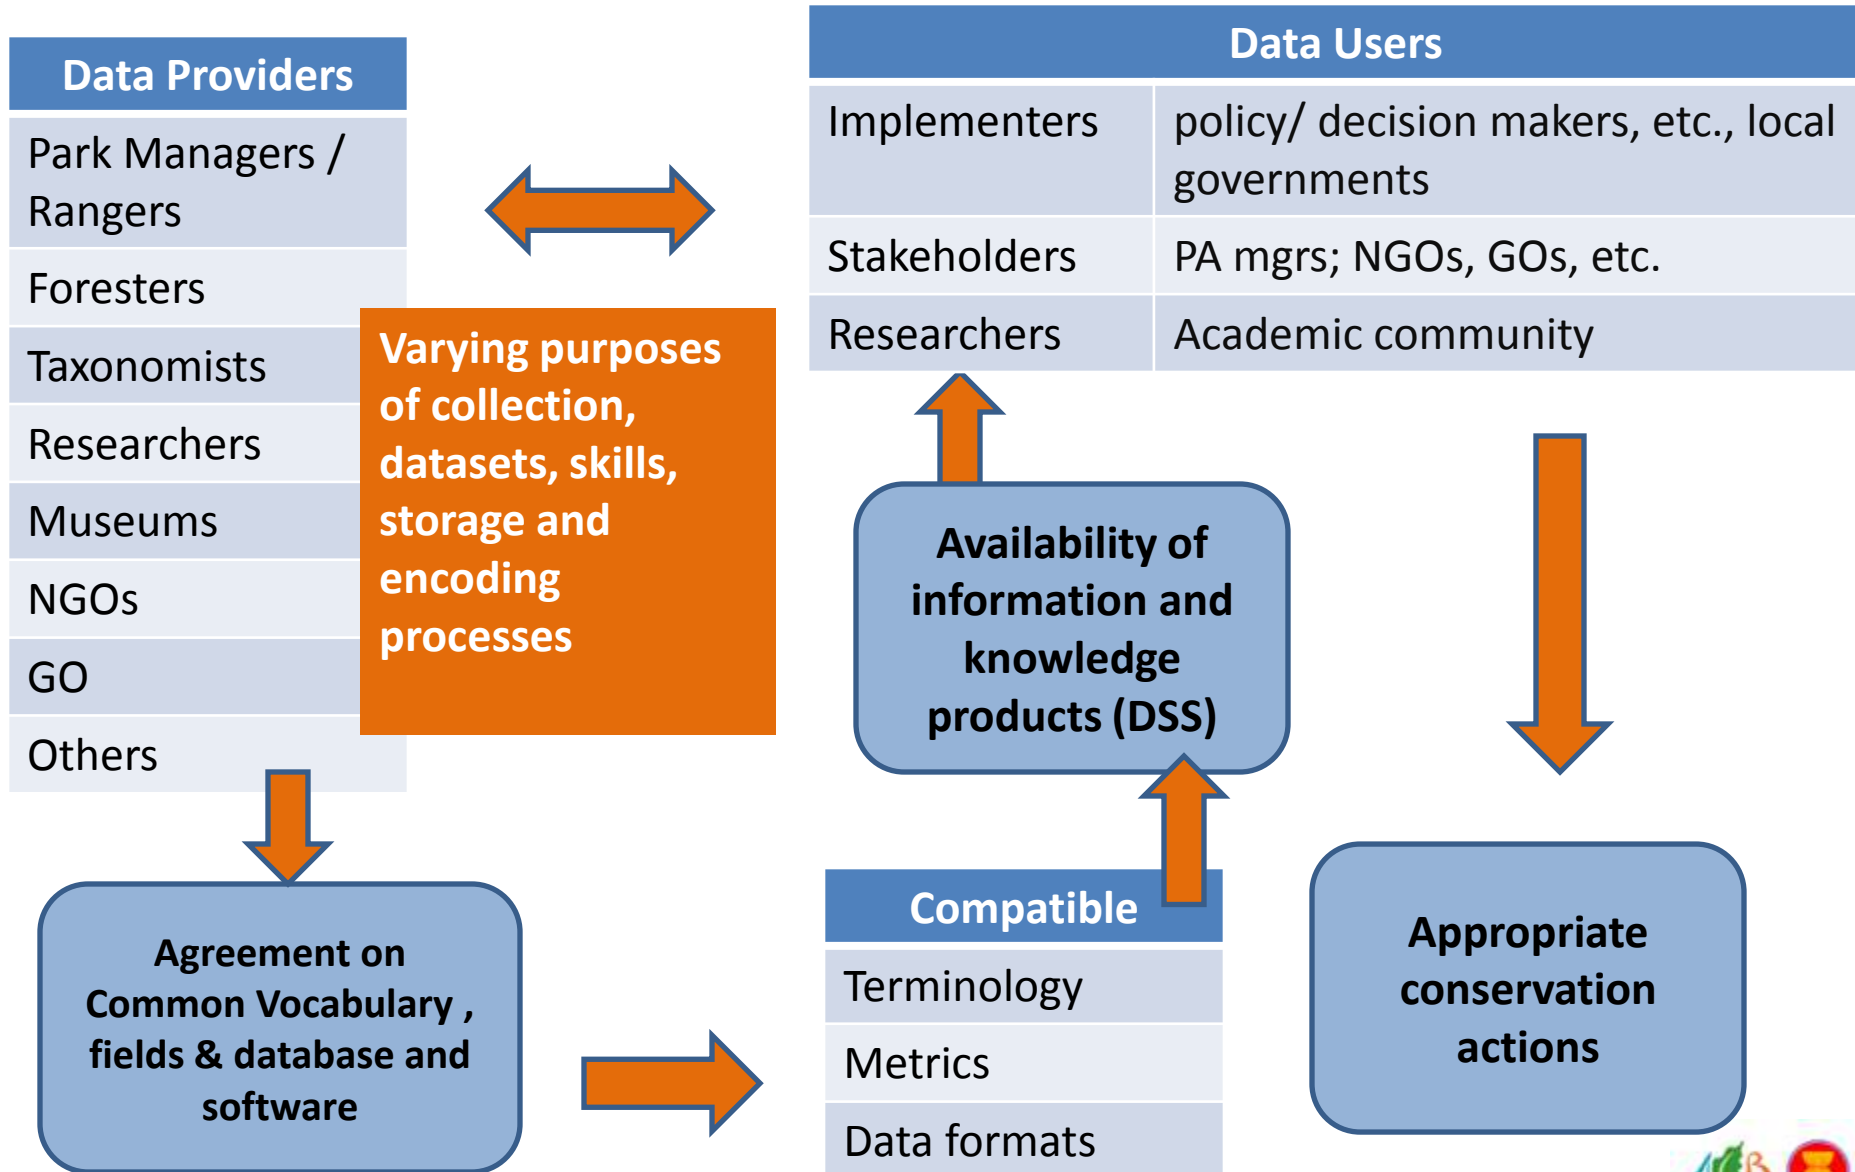 Data Providers
Park Managers /
Rangers
Foresters
Taxonomists
Researchers
Museums
NGOs
GO
Others
Varying purposes
of collection,
datasets, skills,
storage and
encoding
processes
Data Users
Implementers
policy/ decision makers, etc., local
governments
Stakeholders
PA mgrs; NGOs, GOs, etc.
Researchers
Academic community
Availability of
information and
knowledge
products (DSS)
Agreement on
Common Vocabulary ,
fields & database and
software
Compatible
Terminology
Metrics
Data formats
Appropriate
conservation
actions